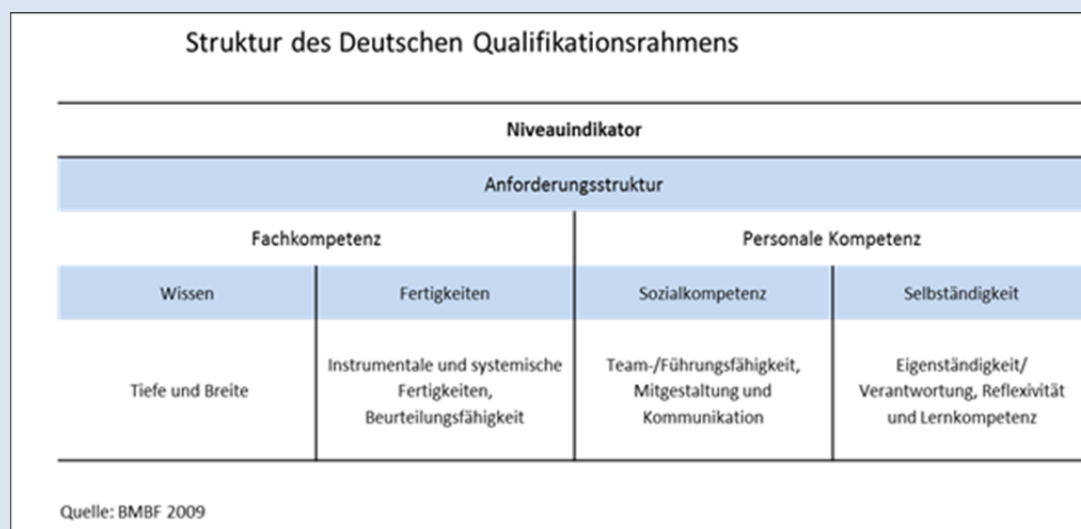 Struktur des Deutschen Qualifikationsrahmens
Niveauindikator
Anforderungsstruktur
Fachkompetenz
Personale Kompetenz
Wissen
Fertigkeiten
Sozialkompetenz
Selbständigkeit
Tiefe und Breite
Instrumentale und systemische
Fertigkeiten,
Beurteilungsfähigkeit
Team-/Führungsfähigkeit,
Mitgestaltung und
Kommunikation
Eigenständigkeit/
Verantwortung, Reflexivität
und Lernkompetenz
Quelle: BMBF 2009